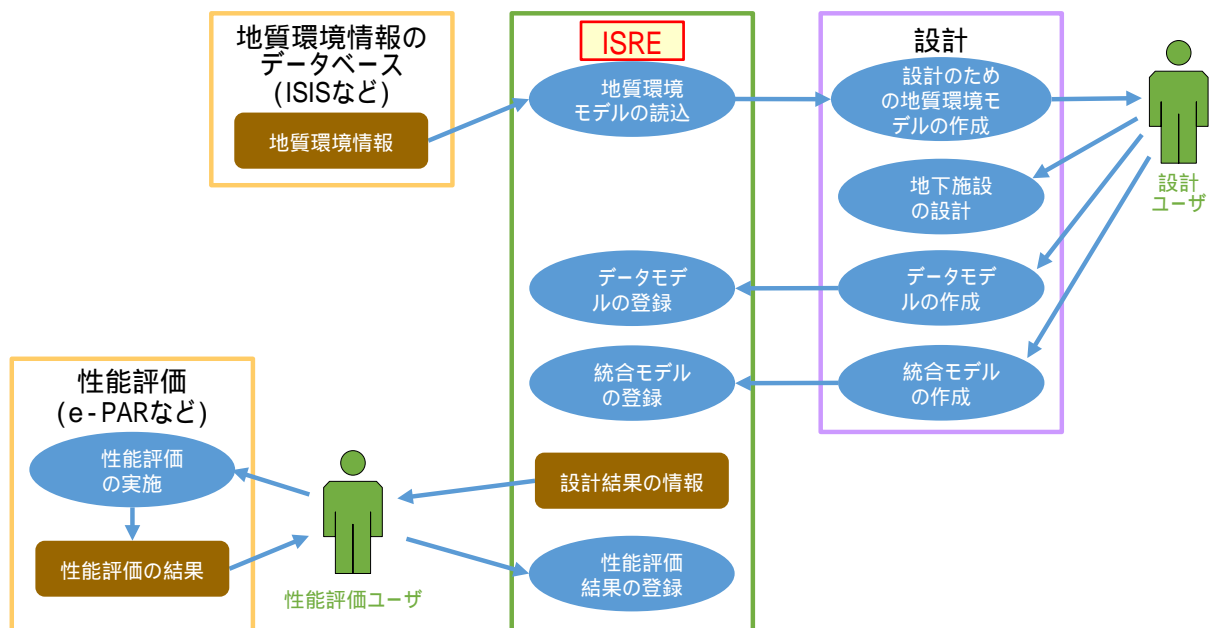 地質環境情報の
データベース
(ISISなど)
地質環境情報
ISRE
地質環境
モデルの読込
設計
設計のため
の地質環境モ
デルの作成
設計
ユーザ
地下施設
の設計
データモデ
ルの登録
データモデ
ルの作成
統合モデル
の登録
統合モデル
の作成
性能評価
(e-PARなど)
性能評価
の実施
性能評価の結果
性能評価ユーザ
設計結果の情報
性能評価
結果の登録